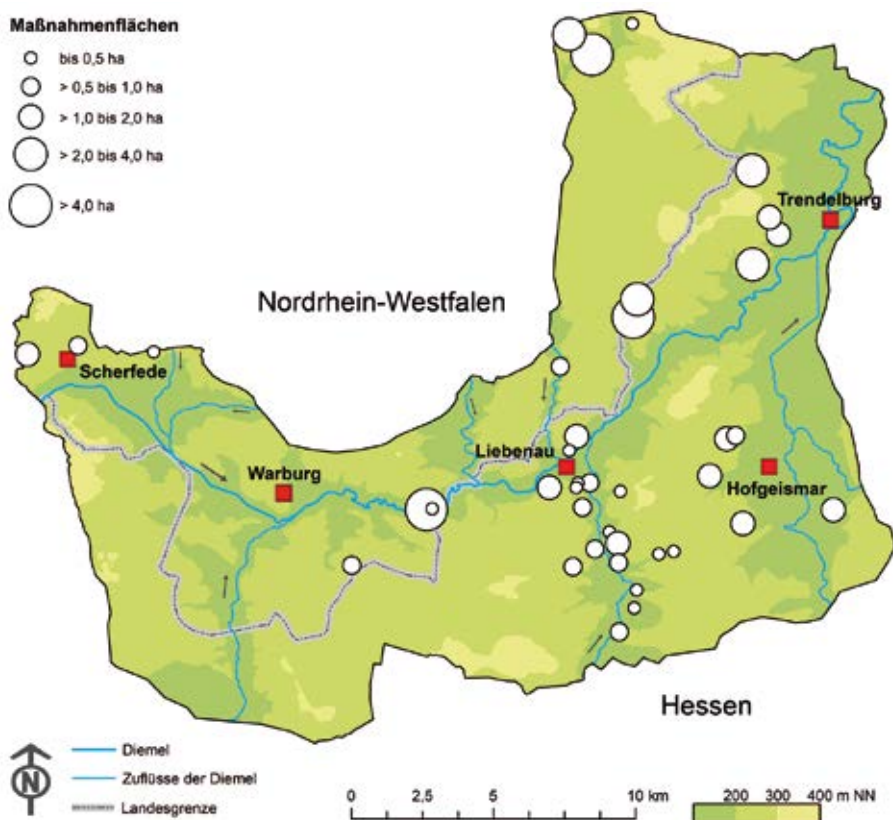 Maßnahmenflächen
bis 0,5 ha
> 0,5 bis 1,0 ha
> 1,0 bis 2,0 ha
> 2,0 bis 4,0 ha
> 4,0 ha
Trendelburg
Nordrhein-Westfalen
Scherfede
Liebenau
Warburg
Hofgeismar
Hessen
N
Diemel
Zuflüsse der Diemel
Landesgrenze
0 2,5 5 10 km
200 300 400 m NN